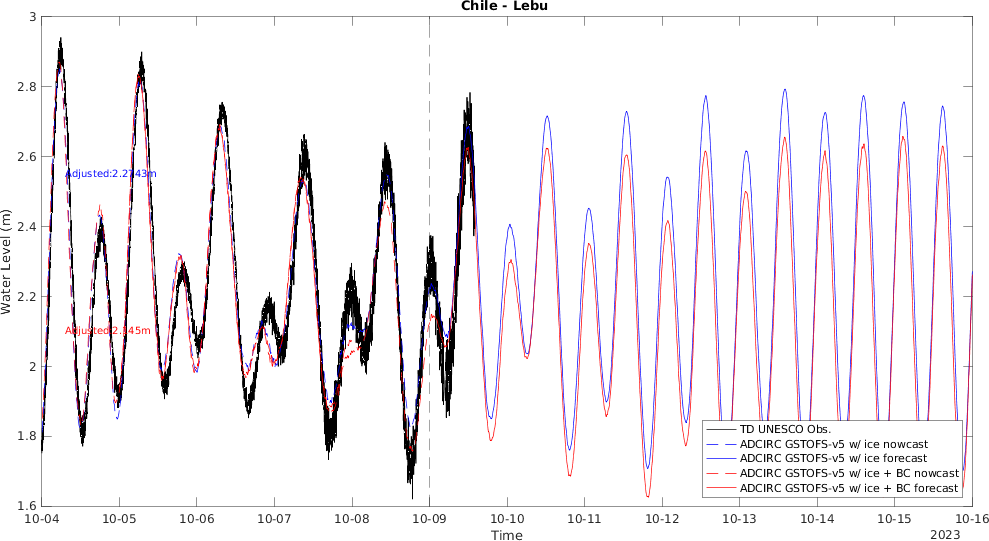 Chile - Lebu
3
2.8
2.6
2.4
2.2
2
1.8
1.6
Water Level (m)
Adjusted:2.2743m
TD UNESCO Obs.
ADCIRC GSTOFS-v5 w/ ice nowcast
ADCIRC GSTOFS-v5 w/ ice forecast
ADCIRC GSTOFS-v5 w/ ice + BC nowcast
ADCIRC GSTOFS-v5 w/ ice + BC forecast
10-04 10-05 10-06 10-07 10-08 10-09 10-10 10-11 10-12 10-13 10-14 10-15 10-16
Time
2023